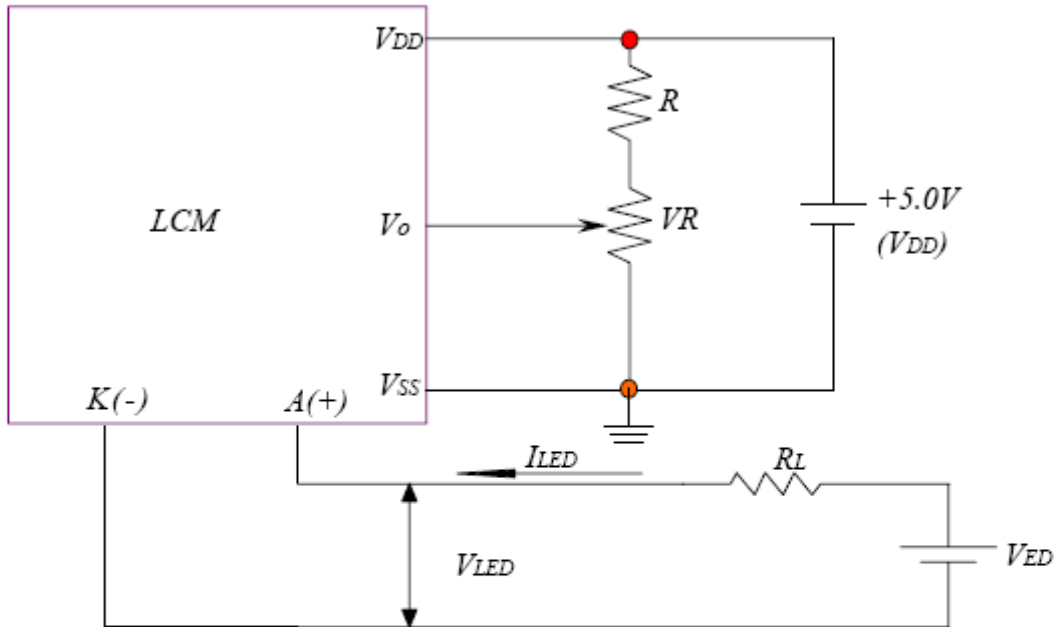 VDD
R
LCM
Vo
VR
+5.0V
(VDD)
VSS
K(-)
A(+)
ILED
RL
VLED
VED